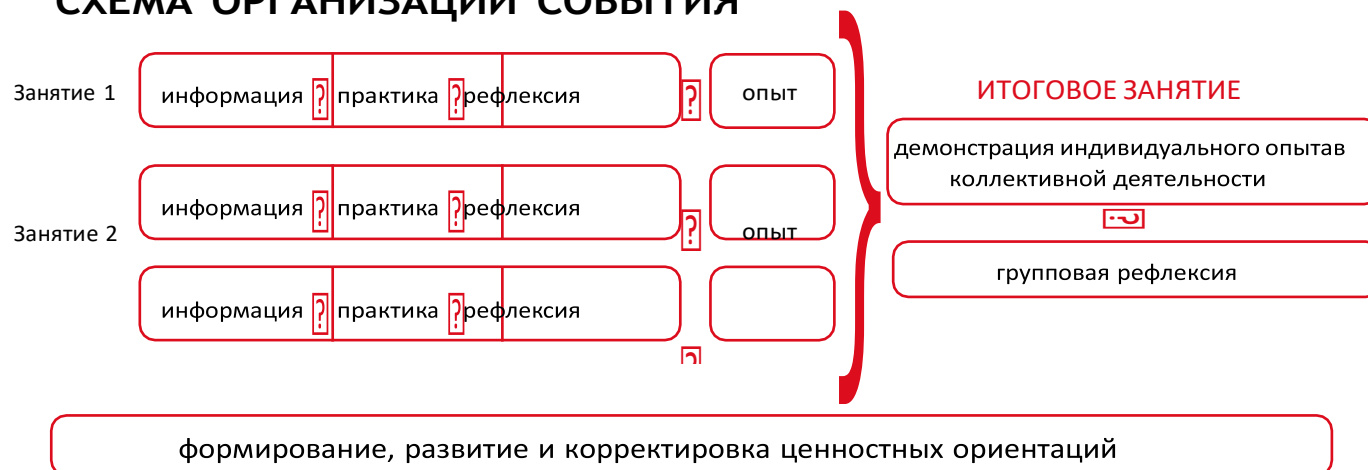 СХЕМА ОРГАНИЗАЦИИ СОБЫТИЯ
Занятие 1
информация ? практика ? рефлексия ? опыт
ИТОГОВОЕ ЗАНЯТИЕ
демонстрация индивидуального опытав
коллективной деятельности
?
информация ? практика ? рефлексия ? опыт
Занятие 2
групповая рефлексия
информация ? практика ? рефлексия
?
формирование, развитие и корректировка ценностных ориентаций